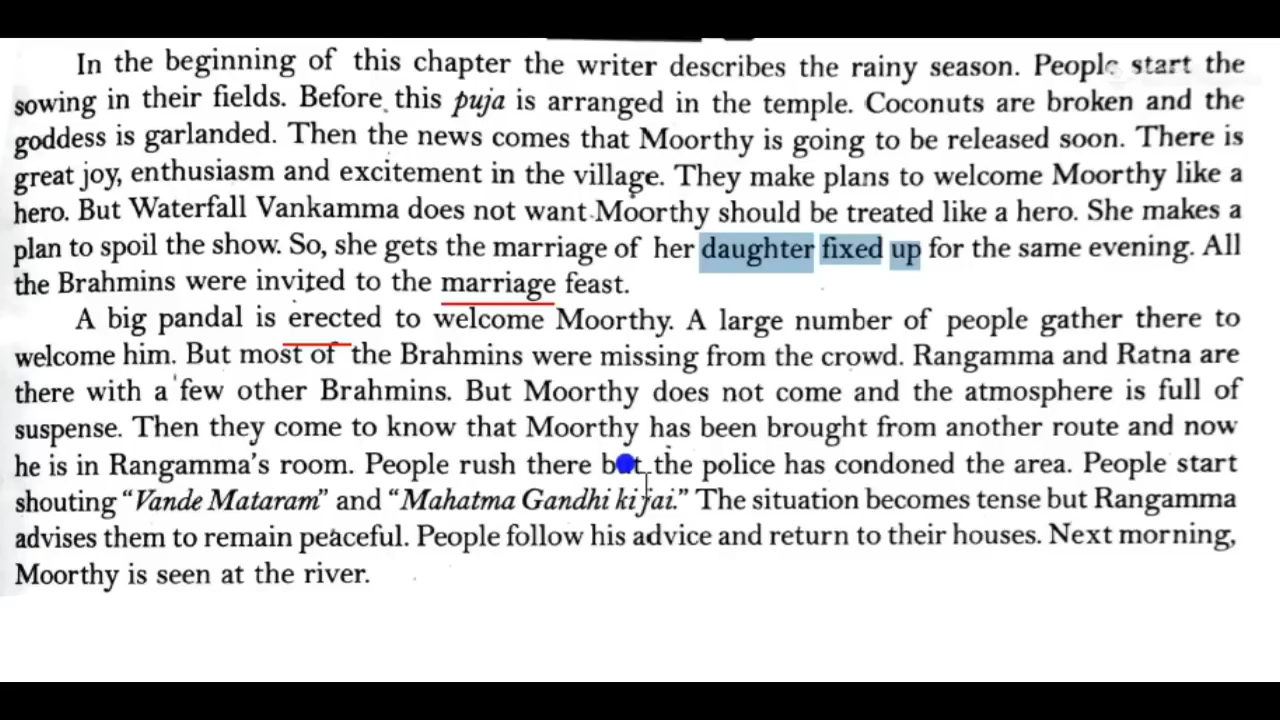 In the beginning of this chapter the writer describes the rainy season. People start the
sowing in their fields. Before this puja is arranged in the temple. Coconuts are broken and the
goddess is garlanded. Then the news comes that Moorthy is going to be released soon. There is
great joy, enthusiasm and excitement in the village. They make plans to welcome Moorthy like a
hero. But Waterfall Vankamma does not want Moorthy should be treated like a hero. She makes a
plan to spoil the show. So, she gets the marriage of her daughter fixed up for the same evening. All
the Brahmins were invited to the marriage feast.
A big pandal is erected to welcome Moorthy. A large number of people gather there to
welcome him. But most of the Brahmins were missing from the crowd. Rangamma and Ratna are
there with a few other Brahmins. But Moorthy does not come and the atmosphere is full of
suspense. Then they come to know that Moorthy has been brought from another route and now
he is in Rangamma's room. People rush there but the police has condoned the area. People start
shouting "Vande Mataram" and "Mahatma Gandhi ki jai." The situation becomes tense but Rangamma
advises them to remain peaceful. People follow his advice and return to their houses. Next morning,
Moorthy is seen at the river.